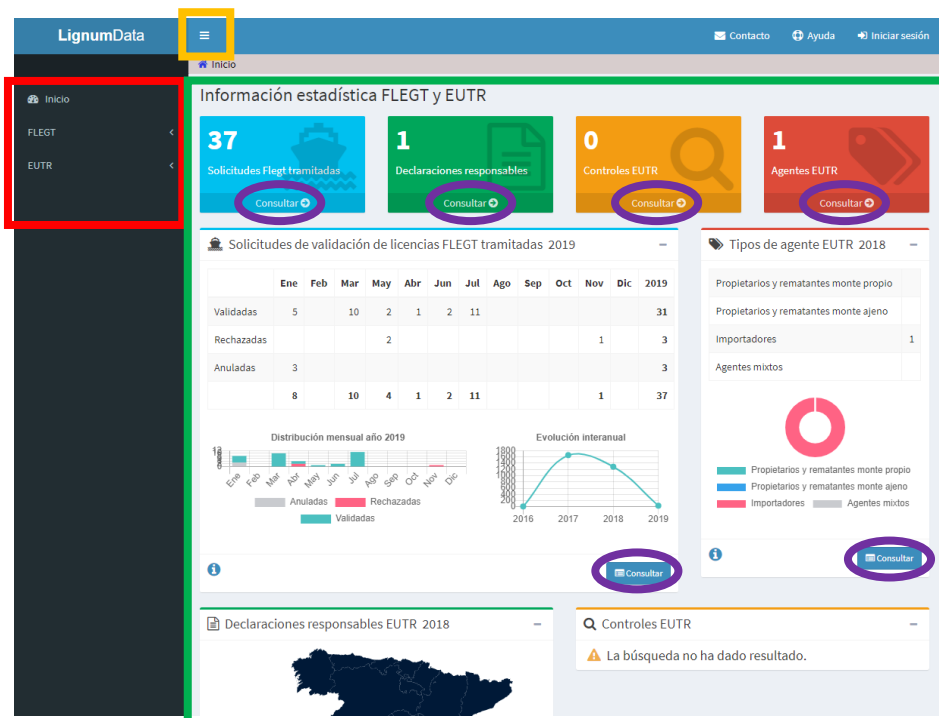 LignumData
Contacto Ayuda Iniciar sesión
Inicio
Inicio
FLEGT
EUTR
Información estadística FLEGT y EUTR
37
Solicitudes Flegt tramitadas
Consultar
1
Declaraciones responsables
Consultar
0
Controles EUTR
Consultar
1
Agentes EUTR
Consultar
Solicitudes de validación de licencias FLEGT tramitadas 2019
Ene Feb Mar May Abr Jun Jul Ago Sep Oct Nov Dic 2019
Validadas 5 10 2 1 2 11 31
Rechazadas 2 1 3
Anuladas 3 3
8 10 4 1 2 11 1 37
Distribución mensual año 2019
Ene Feb Mar Abr May Jun Jul Ago Sep Oct Nov Dic
Anuladas Rechazadas
Validadas
Evolución interanual
1800
1600
1400
1200
1000
800
600
400
200
0
2016 2017 2018 2019
Consultar
Tipos de agente EUTR 2018
Propietarios y rematantes monte propio
Propietarios y rematantes monte ajeno
Importadores 1
Agentes mixtos
Propietarios y rematantes monte propio
Propietarios y rematantes monte ajeno
Importadores Agentes mixtos
Consultar
Declaraciones responsables EUTR 2018
Controles EUTR
La búsqueda no ha dado resultado.